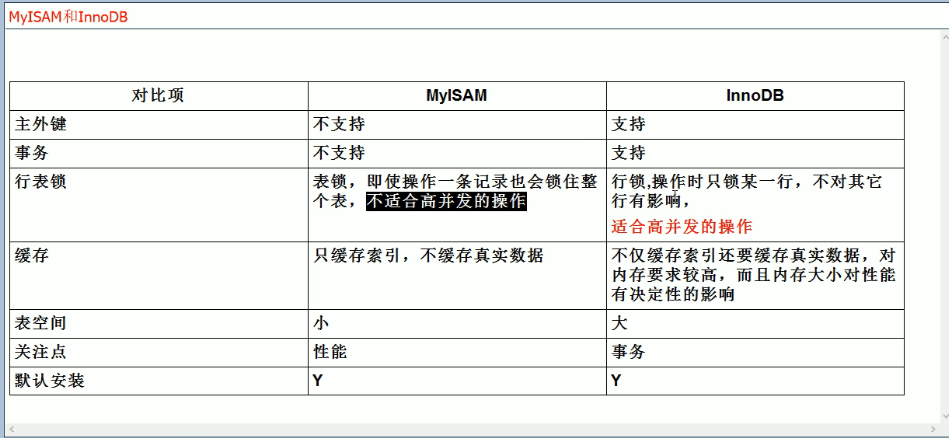 MyISAM和InnoDB
对比项 MyISAM InnoDB
主外键 不支持 支持
事务 不支持 支持
行表锁
表锁，即使操作一条记录也会锁住整
个表，不适合高并发的操作
行锁,操作时只锁某一行，不对其它
行有影响，
适合高并发的操作
缓存
只缓存索引，不缓存真实数据
不仅缓存索引还要缓存真实数据，对
内存要求较高，而且内存大小对性能
有决定性的影响
表空间 小 大
关注点 性能 事务
默认安装 Y Y